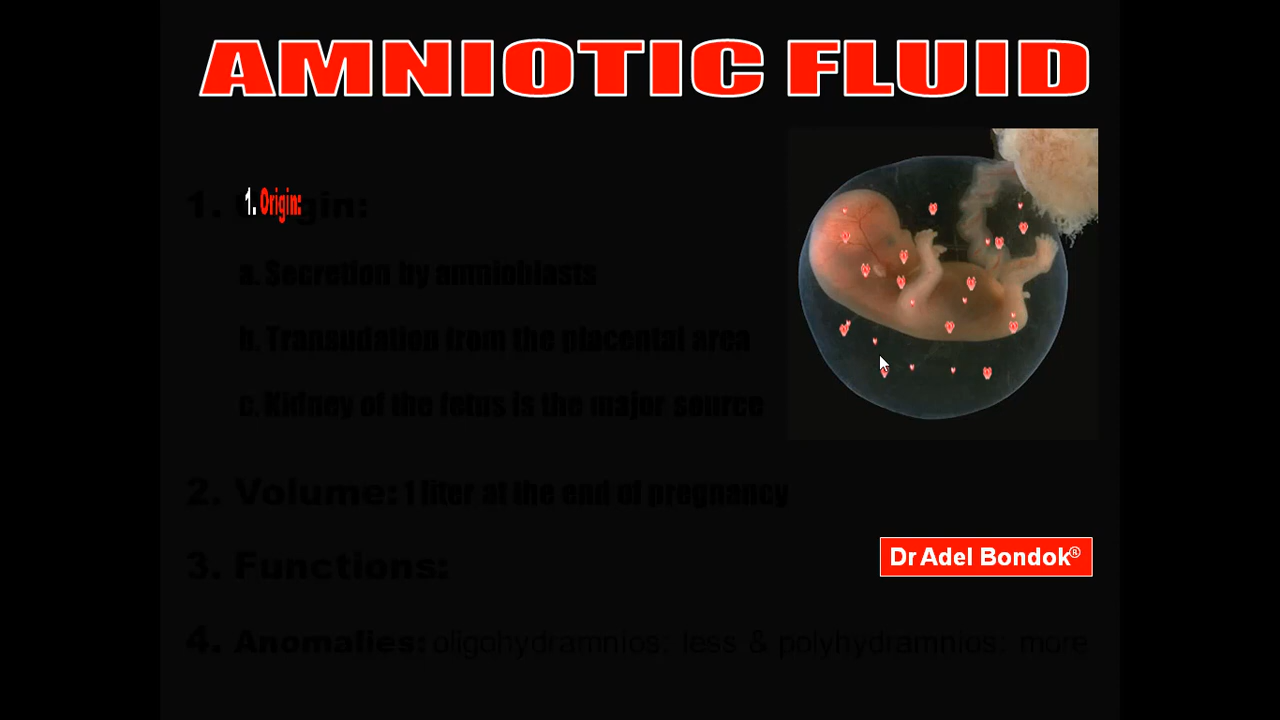 AMNIOTIC FLUID
1. Origin:
a. Secretion by amnioblasts
b. Transudation from the placental area
c. Kidney of the fetus is the major source
2. Volume: 1 liter at the end of pregnancy
Dr Adel Bondok®
3. Functions:
4. Anomalies: oligohydramnios: less & polyhydramnios: more